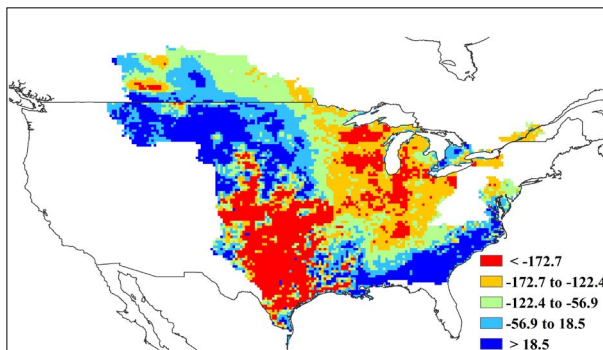 < -172.7
-172.7 to -122.4
-122.4 to -56.9
-56.9 to 18.5
> 18.5